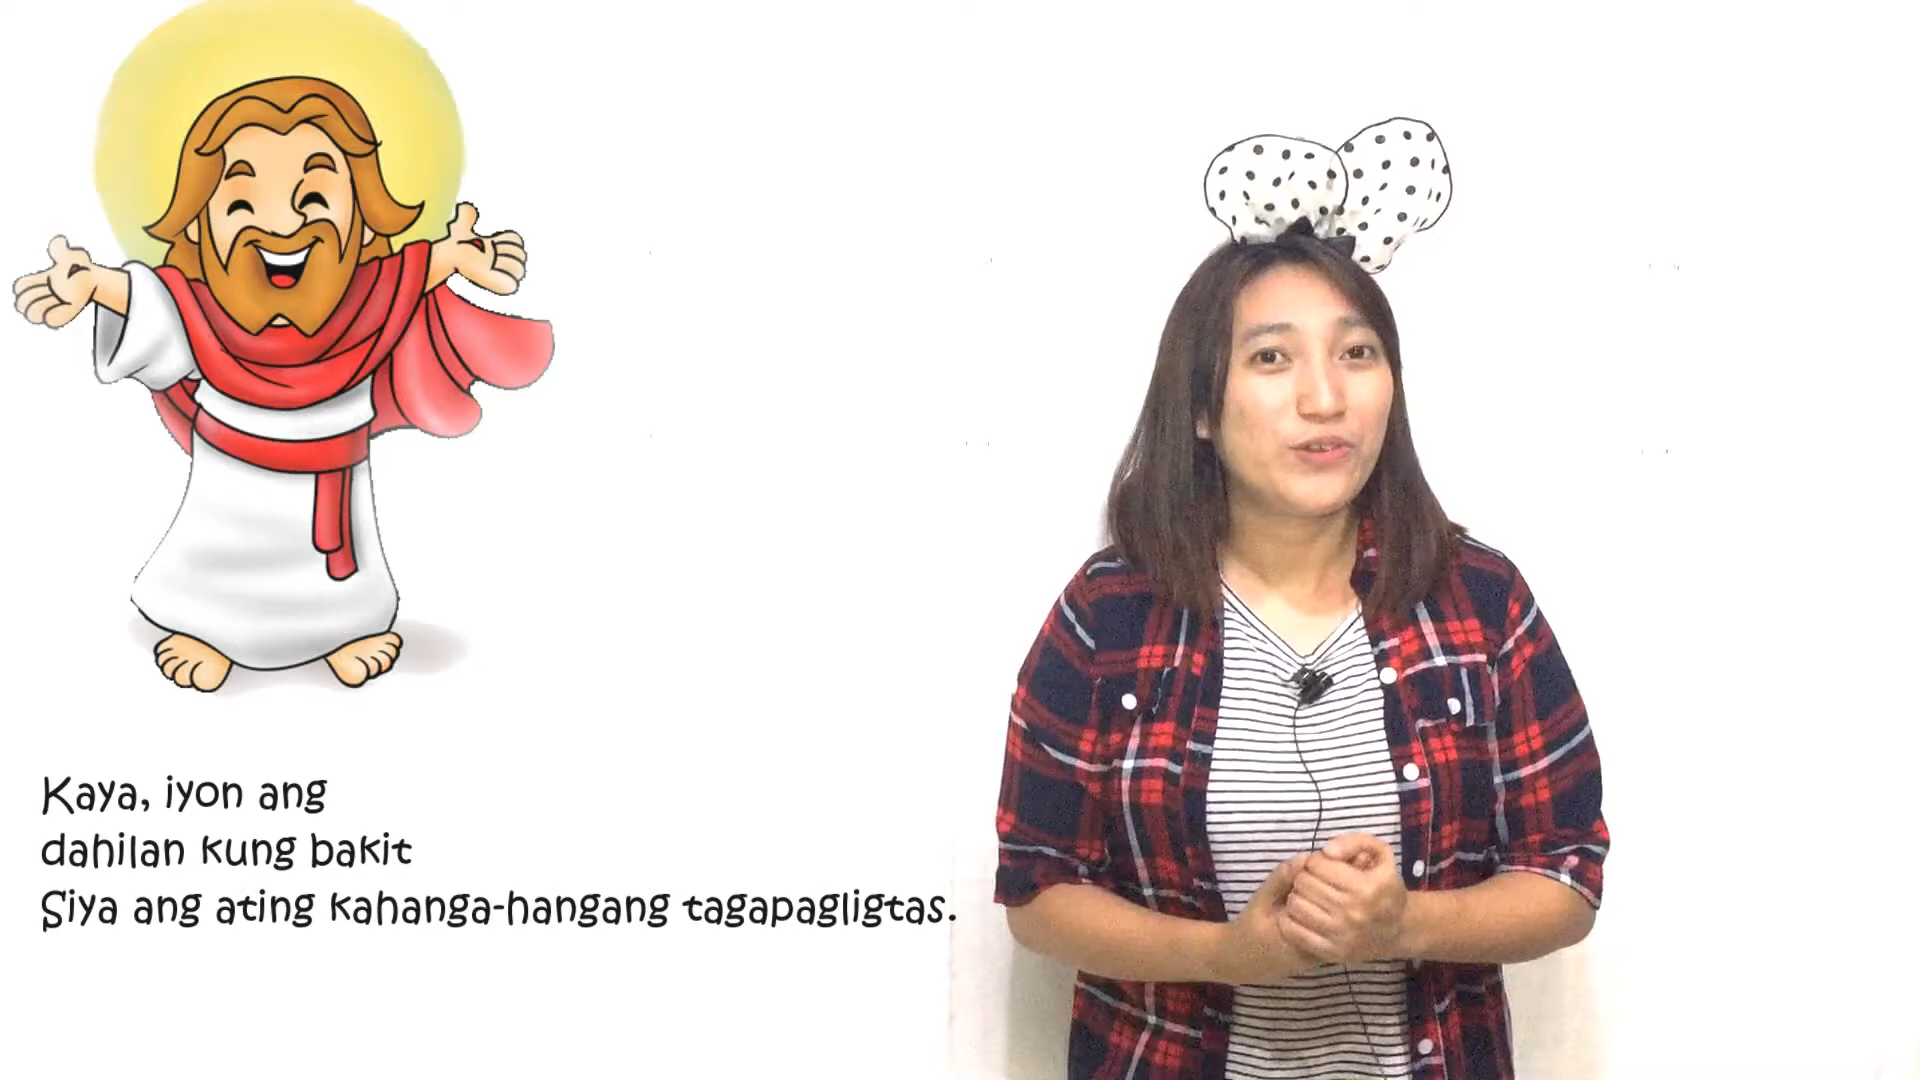 Kaya, iyon ang
dahilan kung bakit
Siya ang ating kahanga-hangang tagapagligtas.